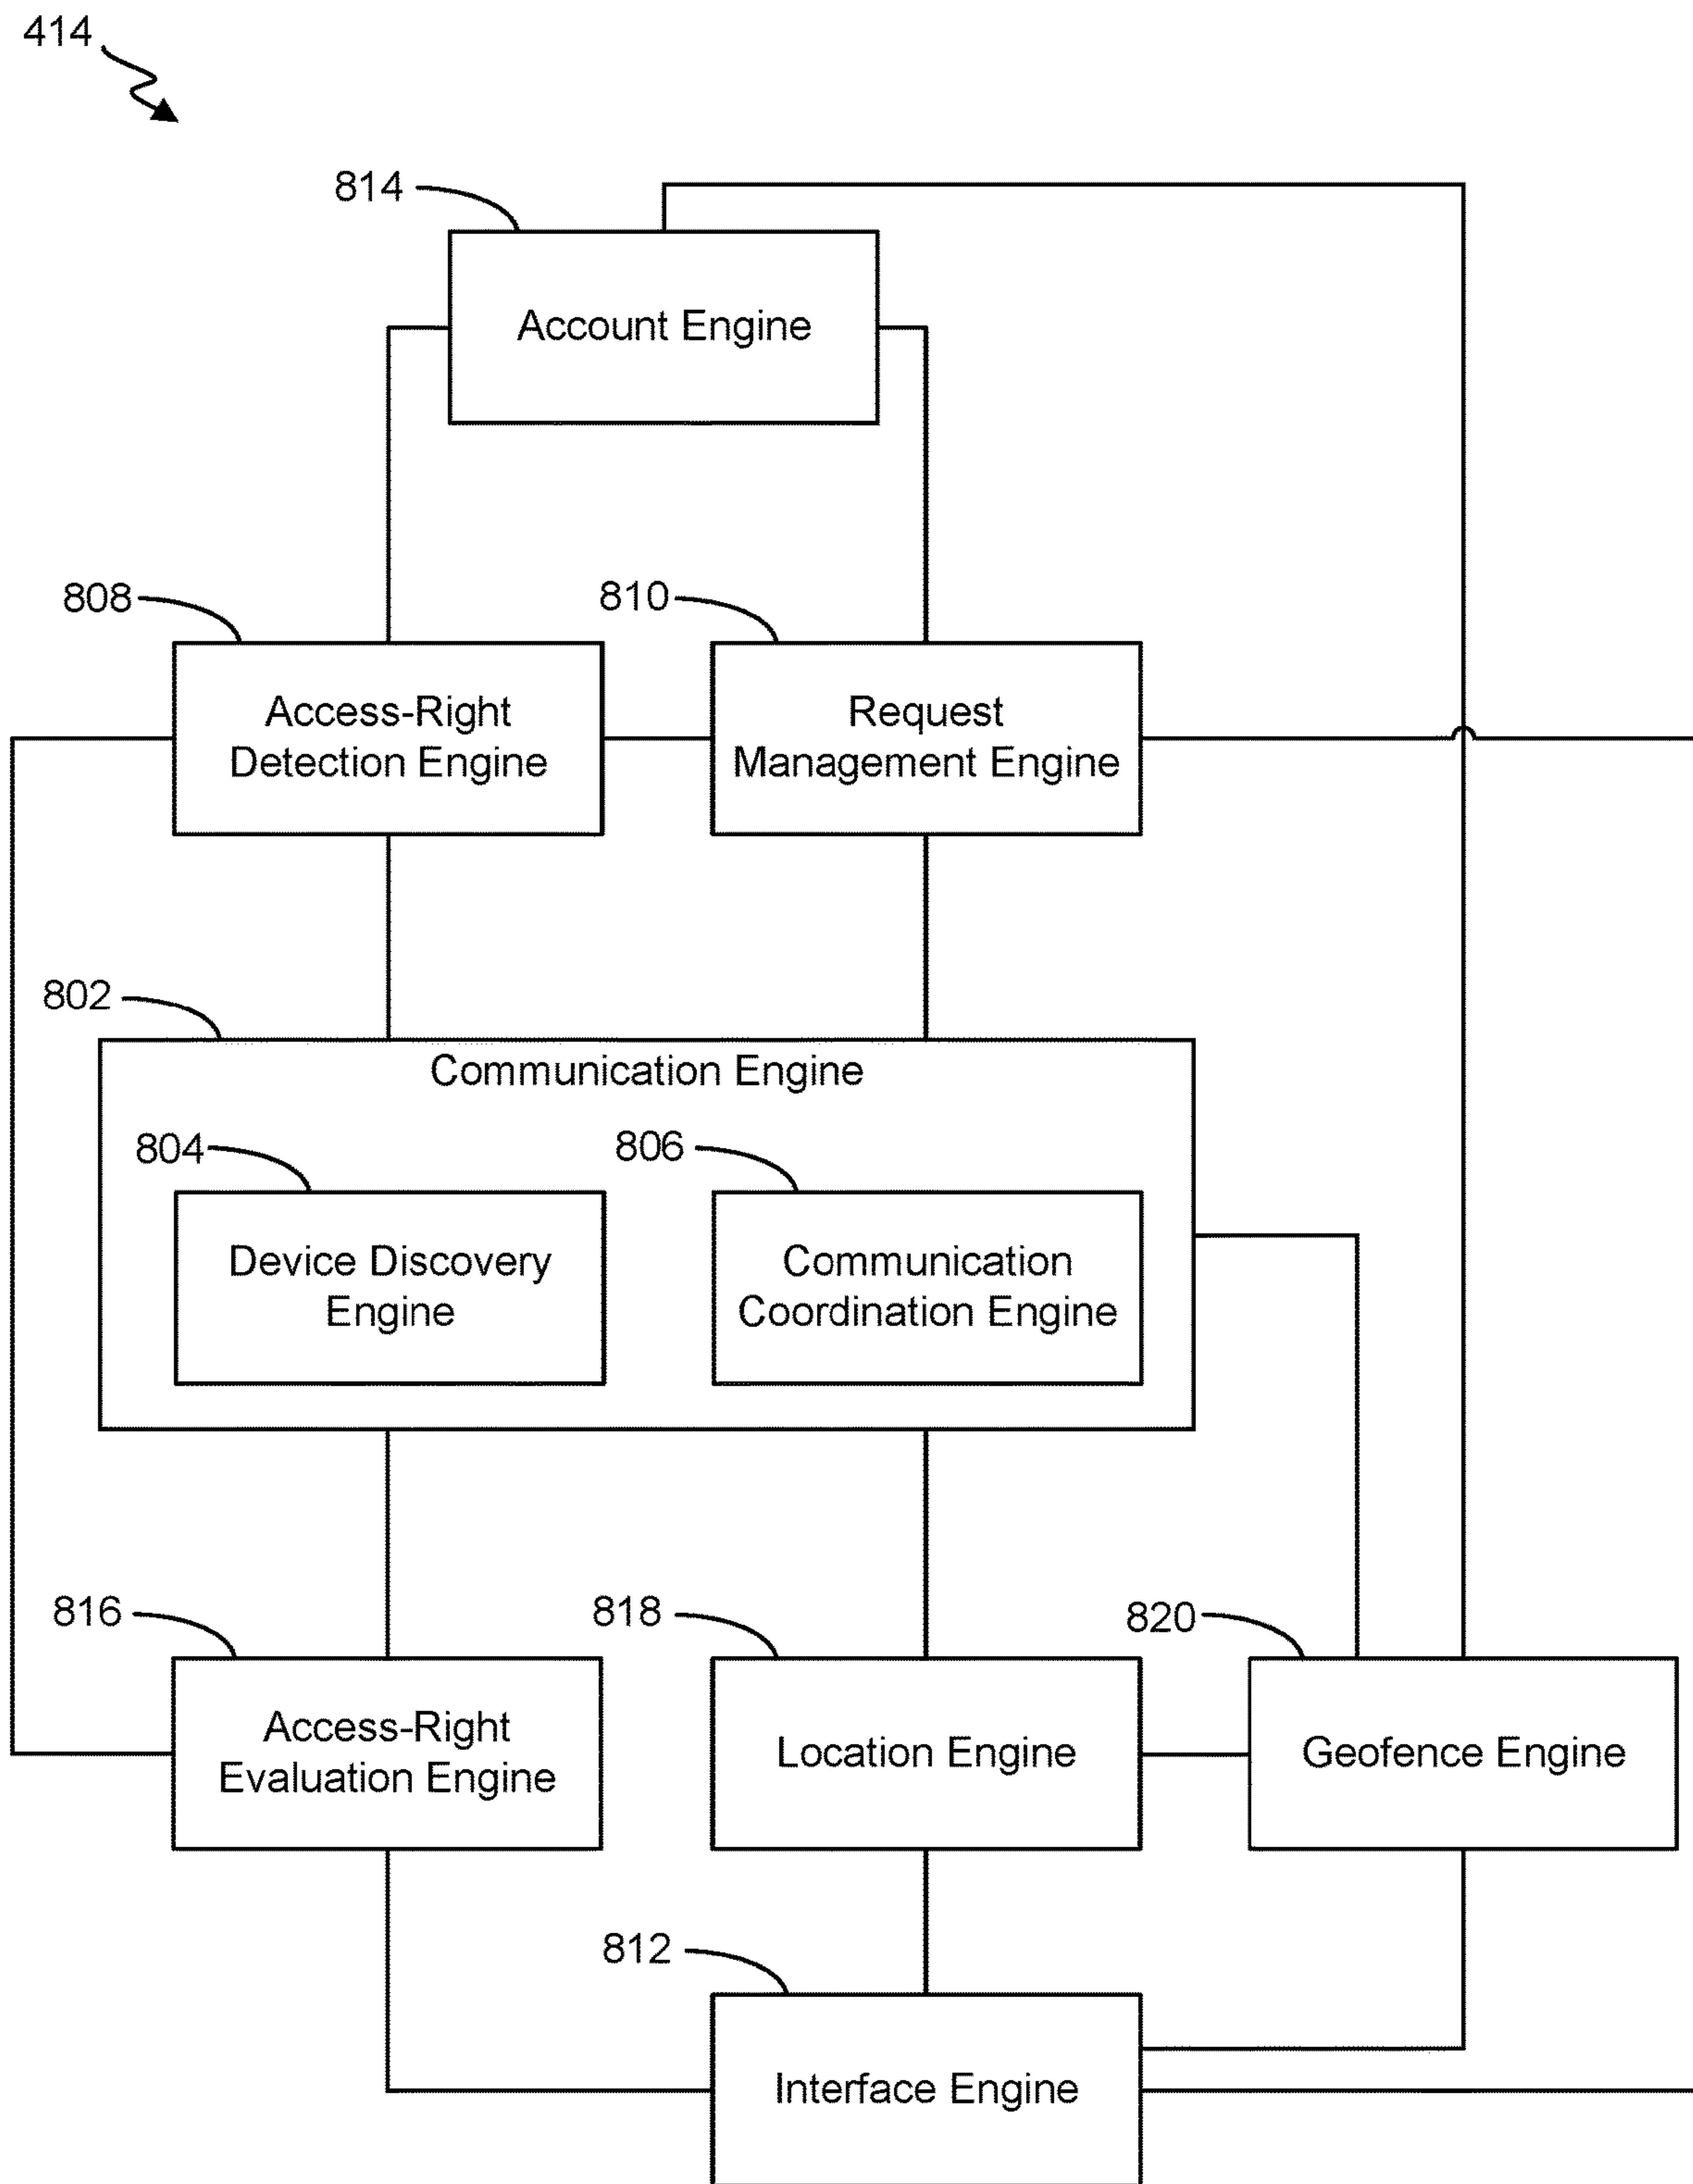 414
814
Account Engine
808
810
Access-Right
Detection Engine
Request
Management Engine
802
Communication Engine
804
806
Device Discovery
Engine
Communication
Coordination Engine
816
818
820
Access-Right
Evaluation Engine
Location Engine
Geofence Engine
812
Interface Engine